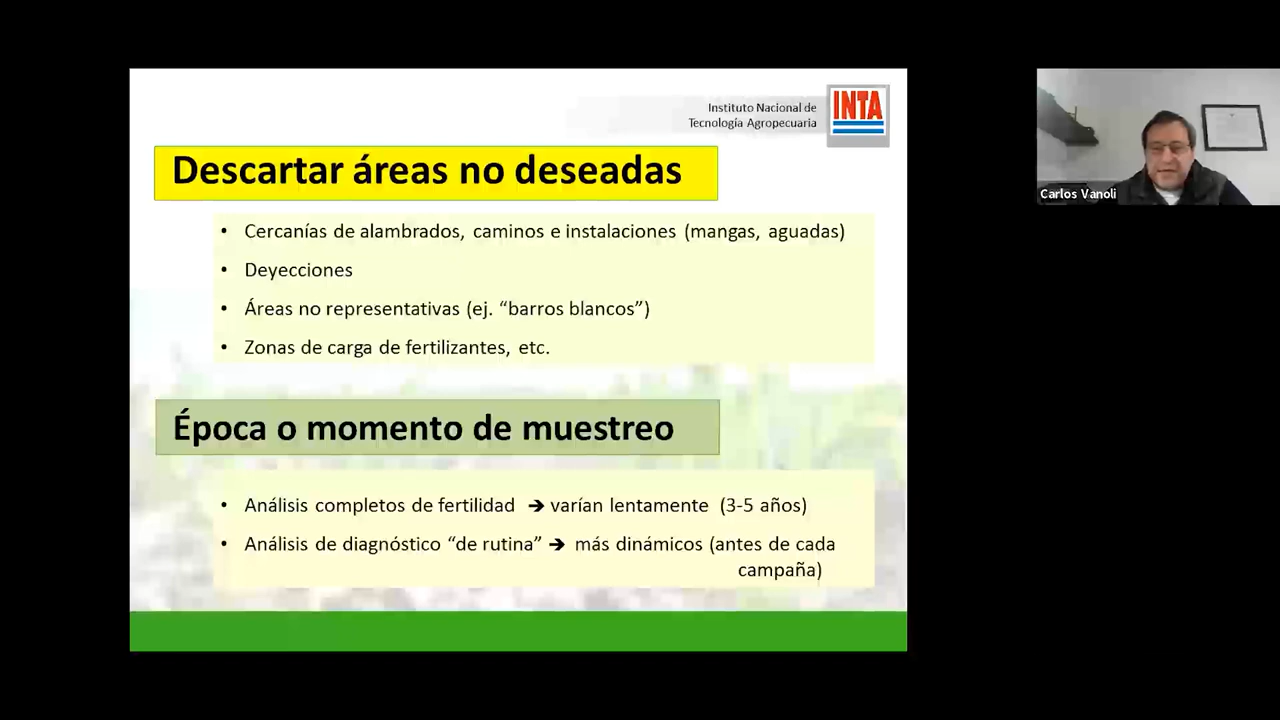 Instituto Nacional de
Tecnología Agropecuaria
INTA
Descartar áreas no deseadas
• Cercanías de alambrados, caminos e instalaciones (mangas, aguadas)
• Deyecciones
• Áreas no representativas (ej. “barros blancos”)
• Zonas de carga de fertilizantes, etc.
Época o momento de muestreo
• Análisis completos de fertilidad ➔ varían lentamente (3-5 años)
• Análisis de diagnóstico “de rutina” ➔ más dinámicos (antes de cada
campaña)
Carlos Vanoli